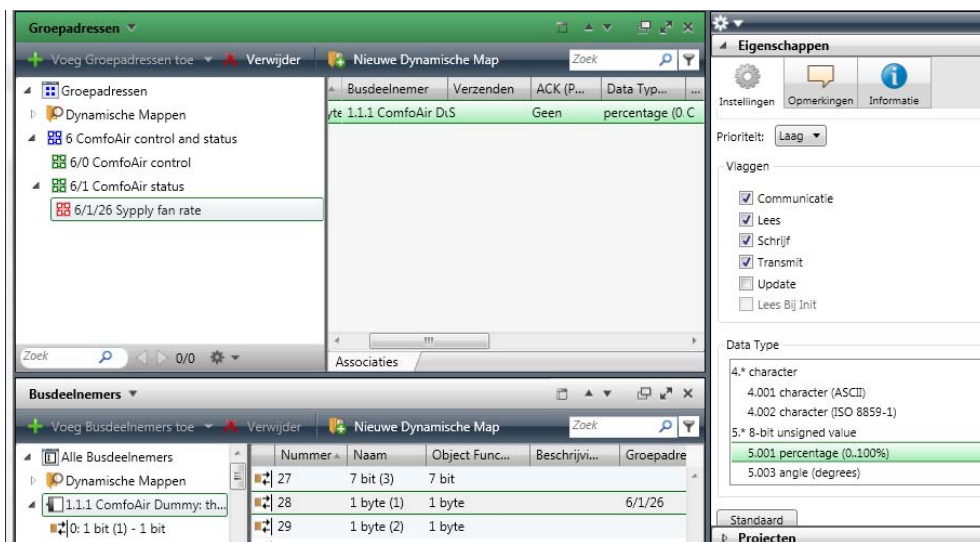 Groepadressen
Voeg Groepadressen toe Verwijder Nieuwe Dynamische Map Zoek
Groepadressen
Dynamische Mappen
6 ComfoAir control and status
6/0 ComfoAir control
6/1 ComfoAir status
6/1/26 Sypply fan rate
Zoek 0/0
Busdeelnemer Verzenden ACK (P... Data Typ... ...
1.1.1 ComfoAir Du S Geen percentage (0. C
Associaties
Busdeelnemers
Voeg Busdeelnemers toe Verwijder Nieuwe Dynamische Map Zoek
Alle Busdeelnemers
Dynamische Mappen
1.1.1 ComfoAir Dummy: th...
0: 1 bit (1) - 1 bit
Nummer Naam Object Func... Beschrijvi... Groepadre
27 7 bit (3) 7 bit
28 1 byte (1) 1 byte 6/1/26
29 1 byte (2) 1 byte
Eigenschappen
Instellingen Opmerkingen Informatie
Prioriteit: Laag
Vlaggen
Communicatie
Lees
Schrijf
Transmit
Update
Lees Bij Init
Data Type
4.* character
4.001 character (ASCII)
4.002 character (ISO 8859-1)
5.* 8-bit unsigned value
5.001 percentage (0..100%)
5.003 angle (degrees)
Standaard
Projecten